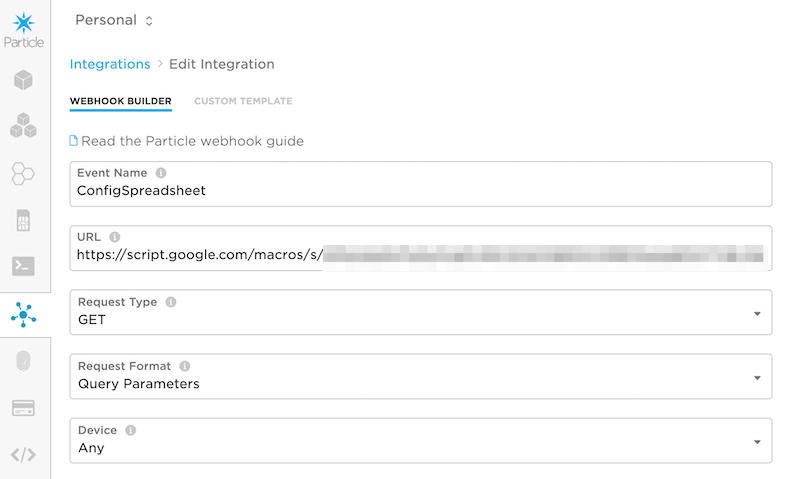 Particle
Personal
Integrations > Edit Integration
WEBHOOK BUILDER CUSTOM TEMPLATE
Read the Particle webhook guide
Event Name
ConfigSpreadsheet
URL
https://script.google.com/macros/s/
Request Type
GET
Request Format
Query Parameters
Device
Any